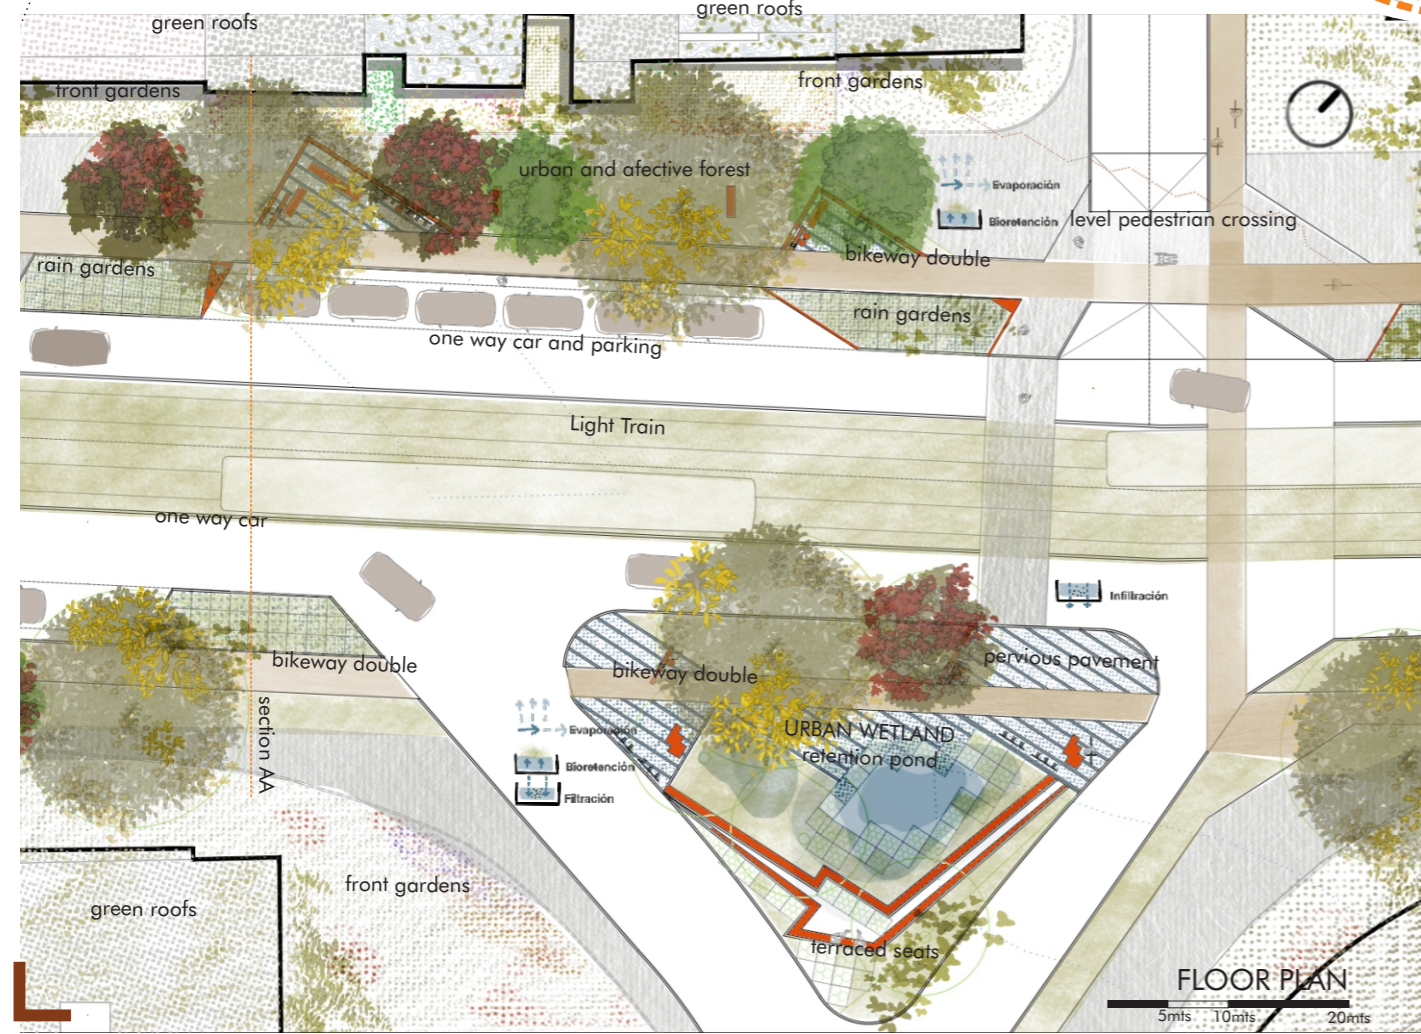 green roofs
green roofs
front gardens
front gardens
urban and afective forest
Evaporación
Bioretención
level pedestrian crossing
bikeway double
rain gardens
rain gardens
one way car and parking
Light Train
one way car
Infiltración
bikeway double
bikeway double
pervious pavement
section AA
Evaporación
URBAN WETLAND
retention pond
Bioretención
Filtración
front gardens
green roofs
terraced seats
FLOOR PLAN
5mts 10mts 20mts